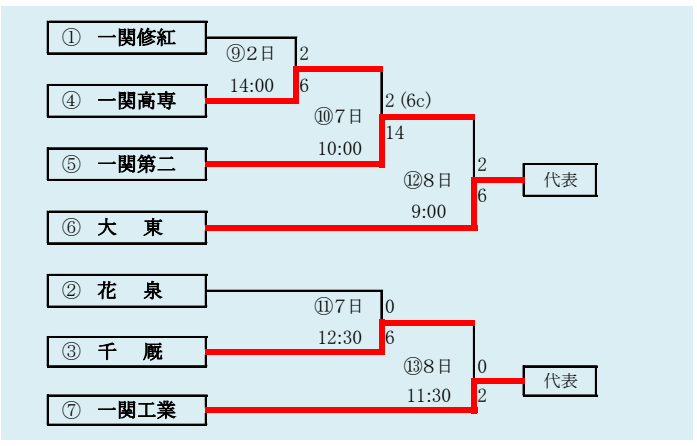 ① 一関修紅
⑨2日 2
④ 一関高専
14:00 6
⑩7日 2 (6c)
10:00 14
⑤ 一関第二
⑫8日 2
9:00 6
代表
⑥ 大 東
② 花 泉
⑪7日 0
12:30 6
③ 千 厩
⑬8日 0
11:30 2
代表
⑦ 一関工業